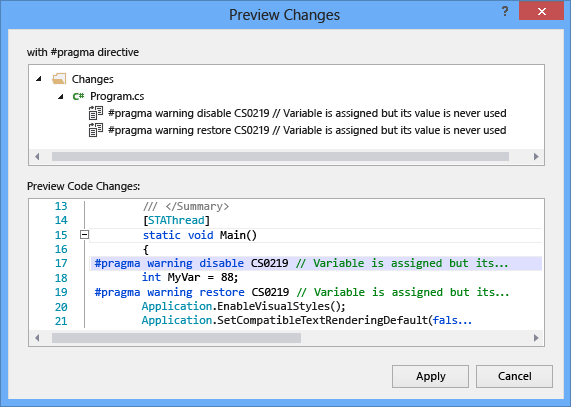 Preview Changes
?
with #pragma directive
Changes
C# Program.cs
#pragma warning disable CS0219 // Variable is assigned but its value is never used
#pragma warning restore CS0219 // Variable is assigned but its value is never used
Preview Code Changes:
13 /// </Summary>
14 [STAThread]
15 static void Main()
16 {
17 #pragma warning disable CS0219 // Variable is assigned but its...
18 int MyVar = 88;
19 #pragma warning restore CS0219 // Variable is assigned but its...
20 Application.EnableVisualStyles();
21 Application.SetCompatibleTextRenderingDefault(fals...
Apply Cancel